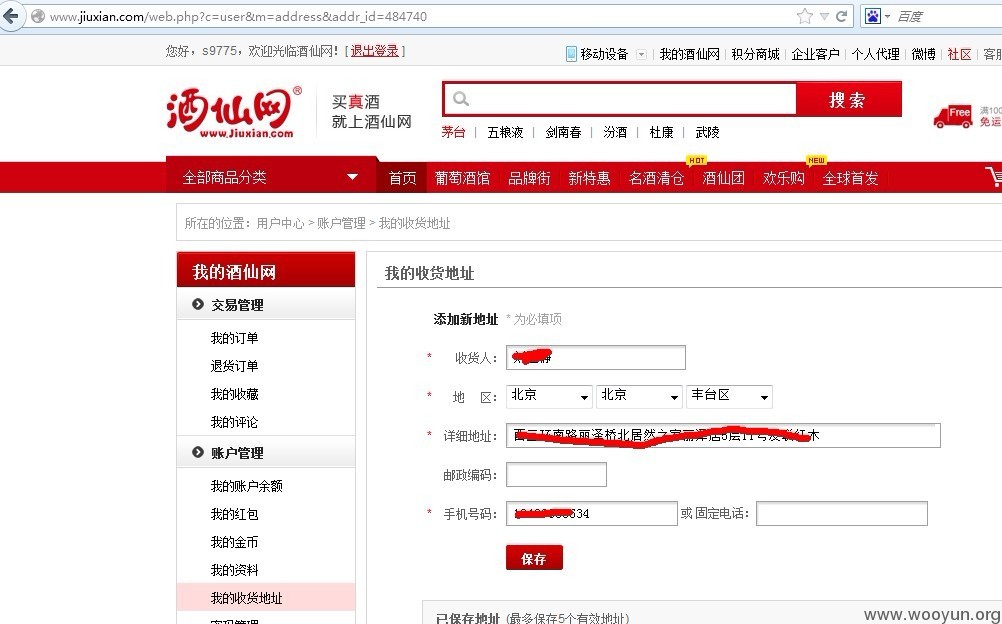 www.jiuxian.com/web.php?c=user&m=address&addr_id=484740
百度
您好，s9775，欢迎光临酒仙网！[ 退出登录 ]
移动设备 | 我的酒仙网 | 积分商城 | 企业客户 | 个人代理 | 微博 | 社区 | 客服
酒仙网®
www.Jiuxian.com
买真酒
就上酒仙网
搜 索
茅台 | 五粮液 | 剑南春 | 汾酒 | 杜康 | 武陵
Free
满100
免运
HOT
NEW
全部商品分类
首页 葡萄酒馆 品牌街 新特惠 名酒清仓 酒仙团 欢乐购 全球首发
所在的位置：用户中心 > 账户管理 > 我的收货地址
我的酒仙网
交易管理
我的订单
退货订单
我的收藏
我的评论
账户管理
我的账户余额
我的红包
我的金币
我的资料
我的收货地址
我的收货地址
添加新地址 * 为必填项
* 收货人：
* 地 区： 北京 北京 丰台区
* 详细地址： 木
邮政编码：
* 手机号码： 634 或 固定电话：
保存
已保存地址 (最多保存5个有效地址)
www.wooyun.org